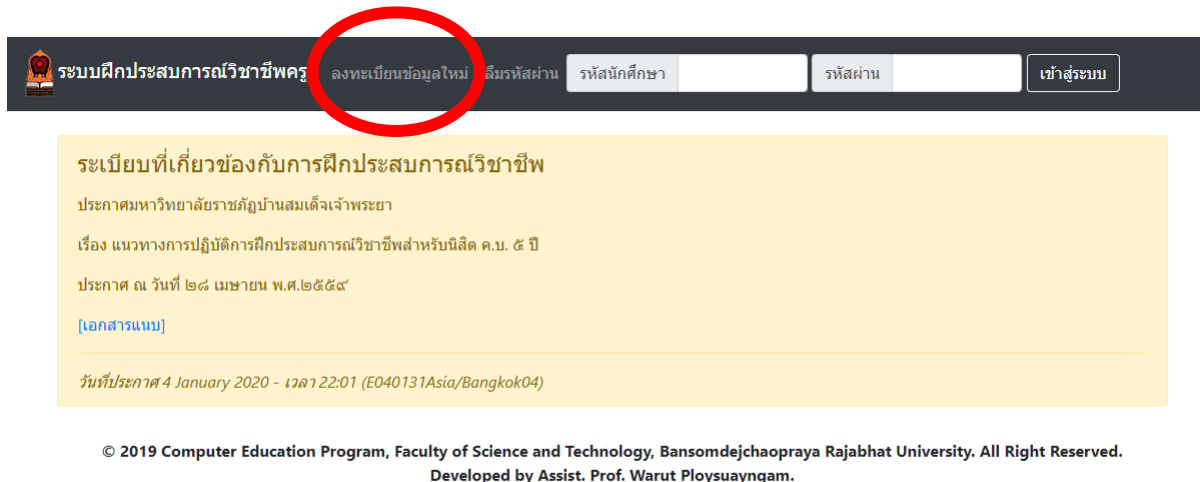 ระบบฝึกประสบการณ์วิชาชีพครู ลงทะเบียนข้อมูลใหม่ ลืมรหัสผ่าน รหัสนักศึกษา รหัสผ่าน เข้าสู่ระบบ
ระเบียบที่เกี่ยวข้องกับการฝึกประสบการณ์วิชาชีพ
ประกาศมหาวิทยาลัยราชภัฏบ้านสมเด็จเจ้าพระยา
เรื่อง แนวทางการปฏิบัติการฝึกประสบการณ์วิชาชีพสำหรับนิสิต ค.บ. ๕ ปี
ประกาศ ณ วันที่ ๒๘ เมษายน พ.ศ.๒๕๕๙
[เอกสารแนบ]
วันที่ประกาศ 4 January 2020 - เวลา 22:01 (E040131Asia/Bangkok04)
© 2019 Computer Education Program, Faculty of Science and Technology, Bansomdejchaopraya Rajabhat University. All Right Reserved.
Developed by Assist. Prof. Warut Ploysuayngam.